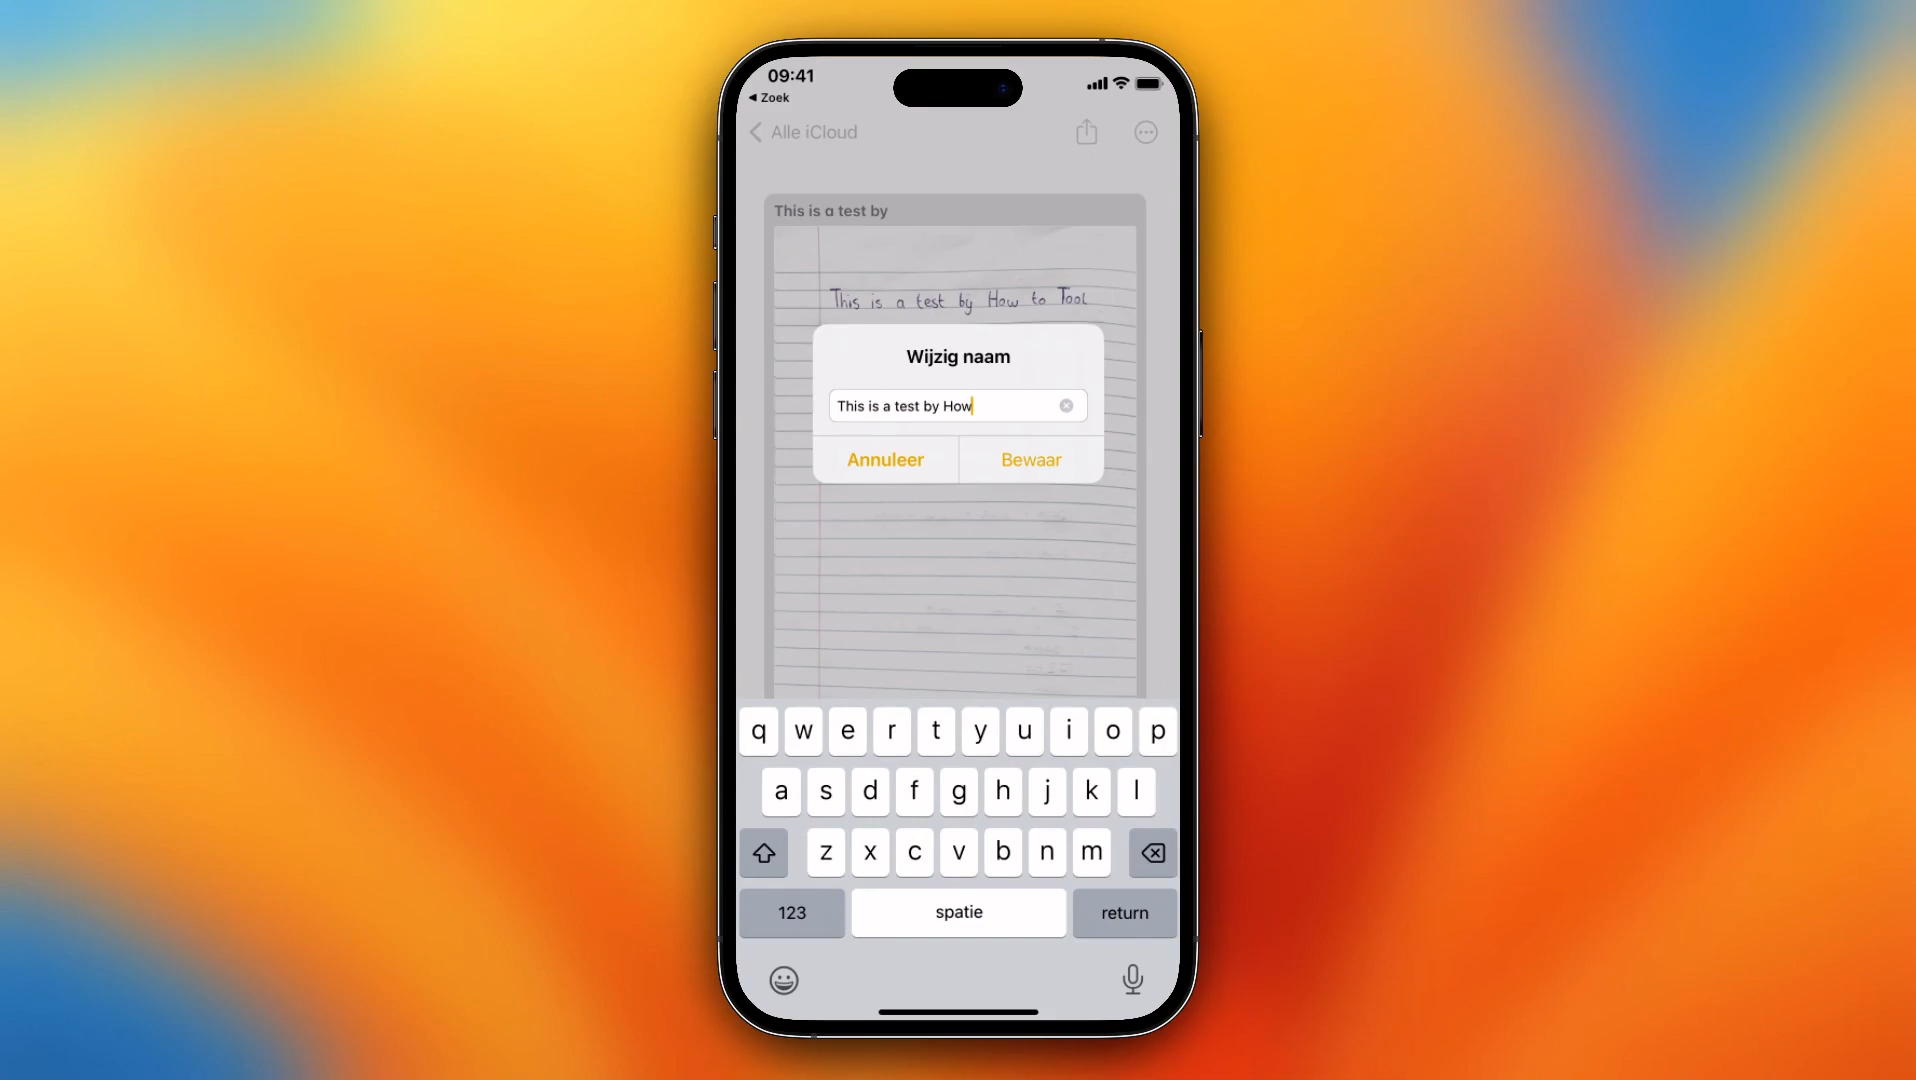 09:41
Zoek
Alle iCloud
This is a test by
This is a test by How to Tool
Wijzig naam
This is a test by How
Annuleer
Bewaar
q w e r t y u i o p
a s d f g h j k l
z x c v b n m
123
spatie
return